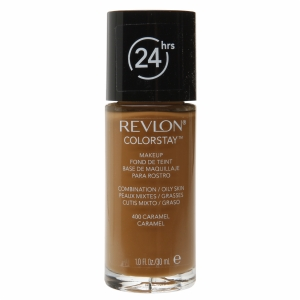 24 hrs
REVLON
COLORSTAY™
MAKEUP
FOND DE TEINT
BASE DE MAQUILLAJE
PARA ROSTRO
COMBINATION / OILY SKIN
PEAUX MIXTES / GRASSES
CUTIS MIXTO / GRASO
400 CARAMEL
CARAMEL
1.0 fl.oz./30 ml ℮